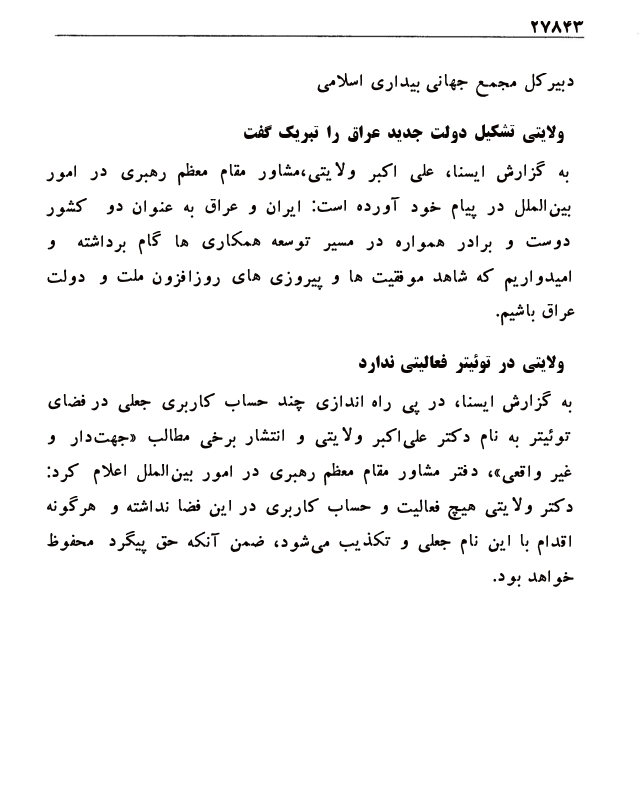 ۲۷۸۴۳
دبیرکل مجمع جهانی بیداری اسلامی
ولایتی تشکیل دولت جدید عراق را تبریک گفت
به گزارش ایسنا، علی اکبر ولایتی،مشاور مقام معظم رهبری در امور
بین‌الملل در پیام خود آورده است: ایران و عراق به عنوان دو کشور
دوست و برادر همواره در مسیر توسعه همکاری ها گام برداشته و
امیدواریم که شاهد موفقیت ها و پیروزی های روزافزون ملت و دولت
عراق باشیم.
ولایتی در توئیتر فعالیتی ندارد
به گزارش ایسنا، در پی راه اندازی چند حساب کاربری جعلی در فضای
توئیتر به نام دکتر علی‌اکبر ولایتی و انتشار برخی مطالب «جهت‌دار و
غیر واقعی»، دفتر مشاور مقام معظم رهبری در امور بین‌الملل اعلام کرد:
دکتر ولایتی هیچ فعالیت و حساب کاربری در این فضا نداشته و هرگونه
اقدام با این نام جعلی و تکذیب می‌شود، ضمن آنکه حق پیگرد محفوظ
خواهد بود.